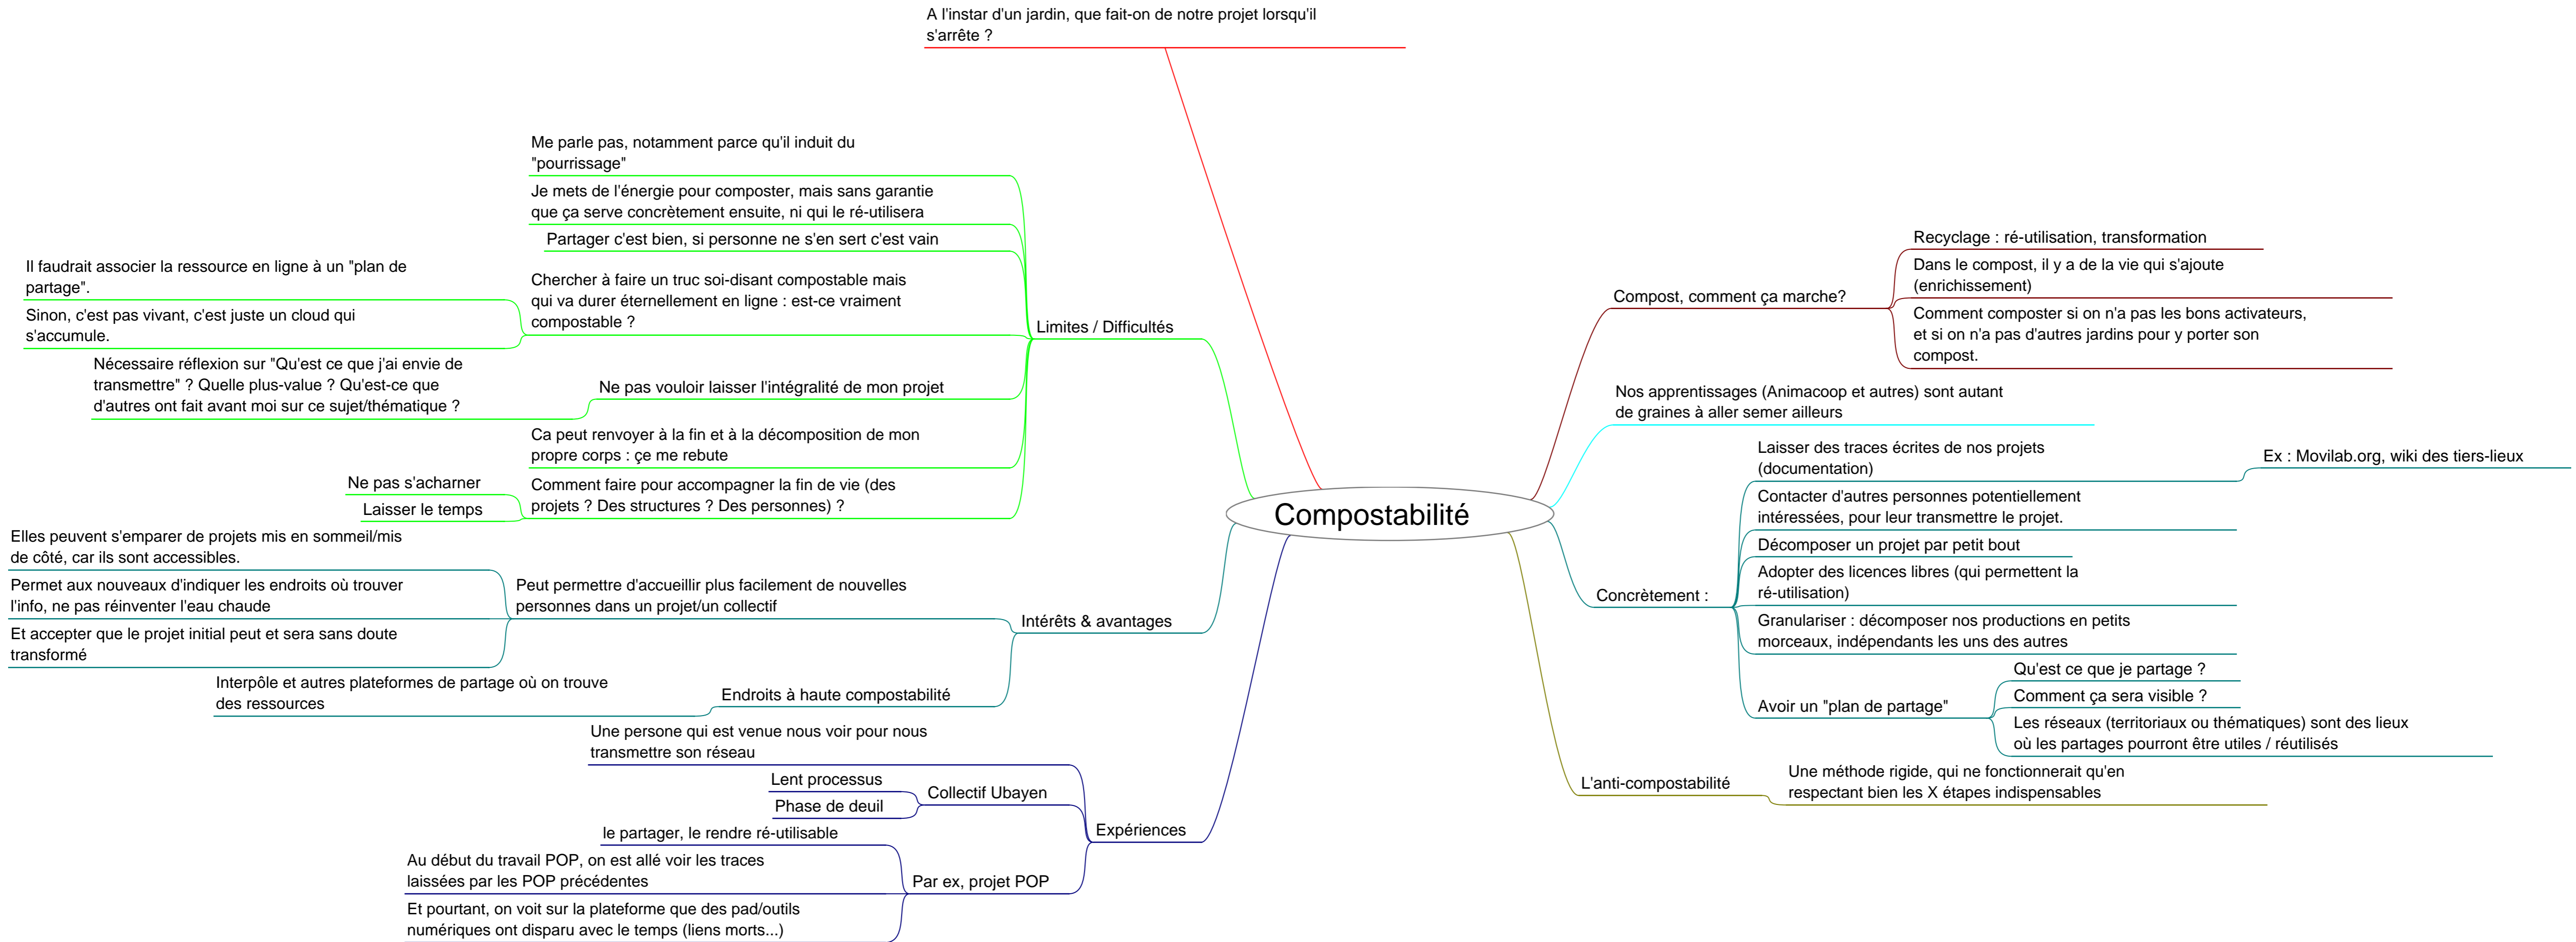 A l'instar d'un jardin, que fait-on de notre projet lorsqu'il
s'arrête ?
Compostabilité
Limites / Difficultés
Me parle pas, notamment parce qu'il induit du
"pourrissage"
Je mets de l'énergie pour composter, mais sans garantie
que ça serve concrètement ensuite, ni qui le ré-utilisera
Partager c'est bien, si personne ne s'en sert c'est vain
Chercher à faire un truc soi-disant compostable mais
qui va durer éternellement en ligne : est-ce vraiment
compostable ?
Il faudrait associer la ressource en ligne à un "plan de
partage".
Sinon, c'est pas vivant, c'est juste un cloud qui
s'accumule.
Ne pas vouloir laisser l'intégralité de mon projet
Nécessaire réflexion sur "Qu'est ce que j'ai envie de
transmettre" ? Quelle plus-value ? Qu'est-ce que
d'autres ont fait avant moi sur ce sujet/thématique ?
Ca peut renvoyer à la fin et à la décomposition de mon
propre corps : çe me rebute
Comment faire pour accompagner la fin de vie (des
projets ? Des structures ? Des personnes) ?
Ne pas s'acharner
Laisser le temps
Intérêts & avantages
Peut permettre d'accueillir plus facilement de nouvelles
personnes dans un projet/un collectif
Elles peuvent s'emparer de projets mis en sommeil/mis
de côté, car ils sont accessibles.
Permet aux nouveaux d'indiquer les endroits où trouver
l'info, ne pas réinventer l'eau chaude
Et accepter que le projet initial peut et sera sans doute
transformé
Endroits à haute compostabilité
Interpôle et autres plateformes de partage où on trouve
des ressources
Expériences
Une persone qui est venue nous voir pour nous
transmettre son réseau
Collectif Ubayen
Lent processus
Phase de deuil
Par ex, projet POP
le partager, le rendre ré-utilisable
Au début du travail POP, on est allé voir les traces
laissées par les POP précédentes
Et pourtant, on voit sur la plateforme que des pad/outils
numériques ont disparu avec le temps (liens morts...)
Compost, comment ça marche?
Recyclage : ré-utilisation, transformation
Dans le compost, il y a de la vie qui s'ajoute
(enrichissement)
Comment composter si on n'a pas les bons activateurs,
et si on n'a pas d'autres jardins pour y porter son
compost.
Nos apprentissages (Animacoop et autres) sont autant
de graines à aller semer ailleurs
Concrètement :
Laisser des traces écrites de nos projets
(documentation)
Ex : Movilab.org, wiki des tiers-lieux
Contacter d'autres personnes potentiellement
intéressées, pour leur transmettre le projet.
Décomposer un projet par petit bout
Adopter des licences libres (qui permettent la
ré-utilisation)
Granulariser : décomposer nos productions en petits
morceaux, indépendants les uns des autres
Avoir un "plan de partage"
Qu'est ce que je partage ?
Comment ça sera visible ?
Les réseaux (territoriaux ou thématiques) sont des lieux
où les partages pourront être utiles / réutilisés
L'anti-compostabilité
Une méthode rigide, qui ne fonctionnerait qu'en
respectant bien les X étapes indispensables